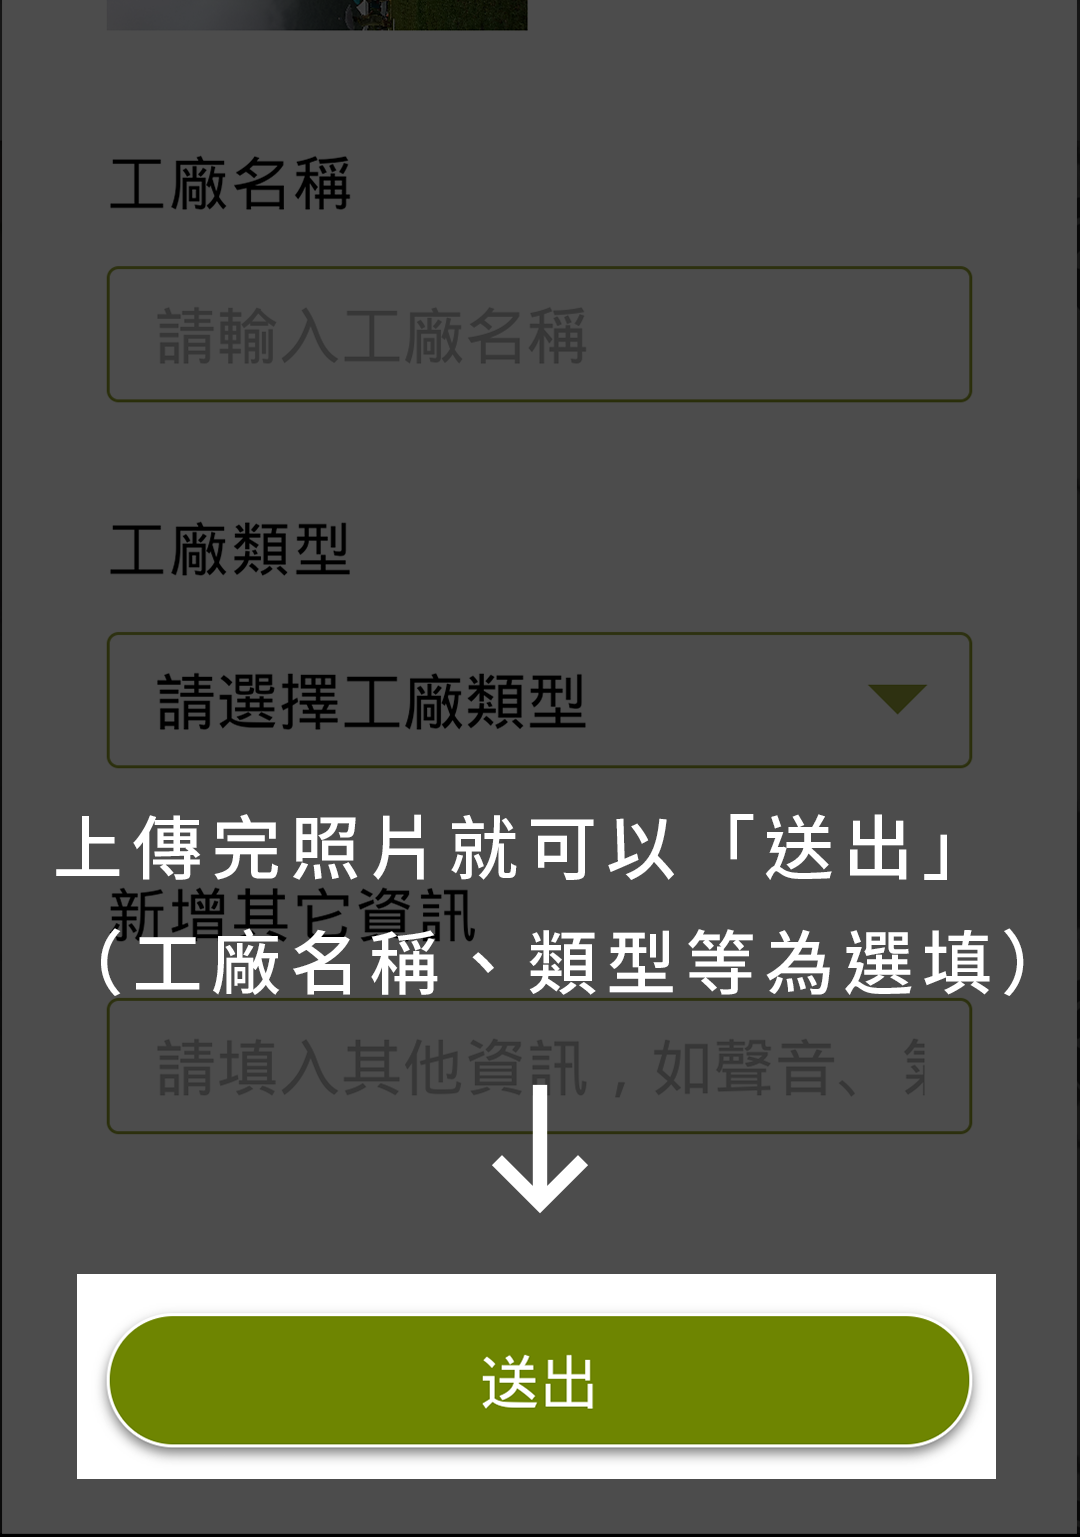 工廠名稱
請輸入工廠名稱
工廠類型
請選擇工廠類型
上傳完照片就可以「送出」
新增其它資訊
（工廠名稱、類型等為選填）
請填入其他資訊，如聲音、
送出